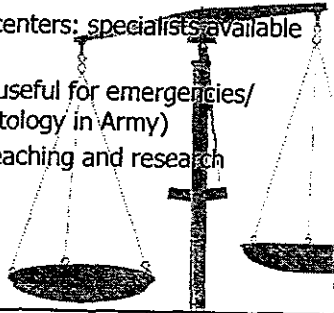 centers: specialists available
useful for emergencies/
tology in Army)
eaching and research